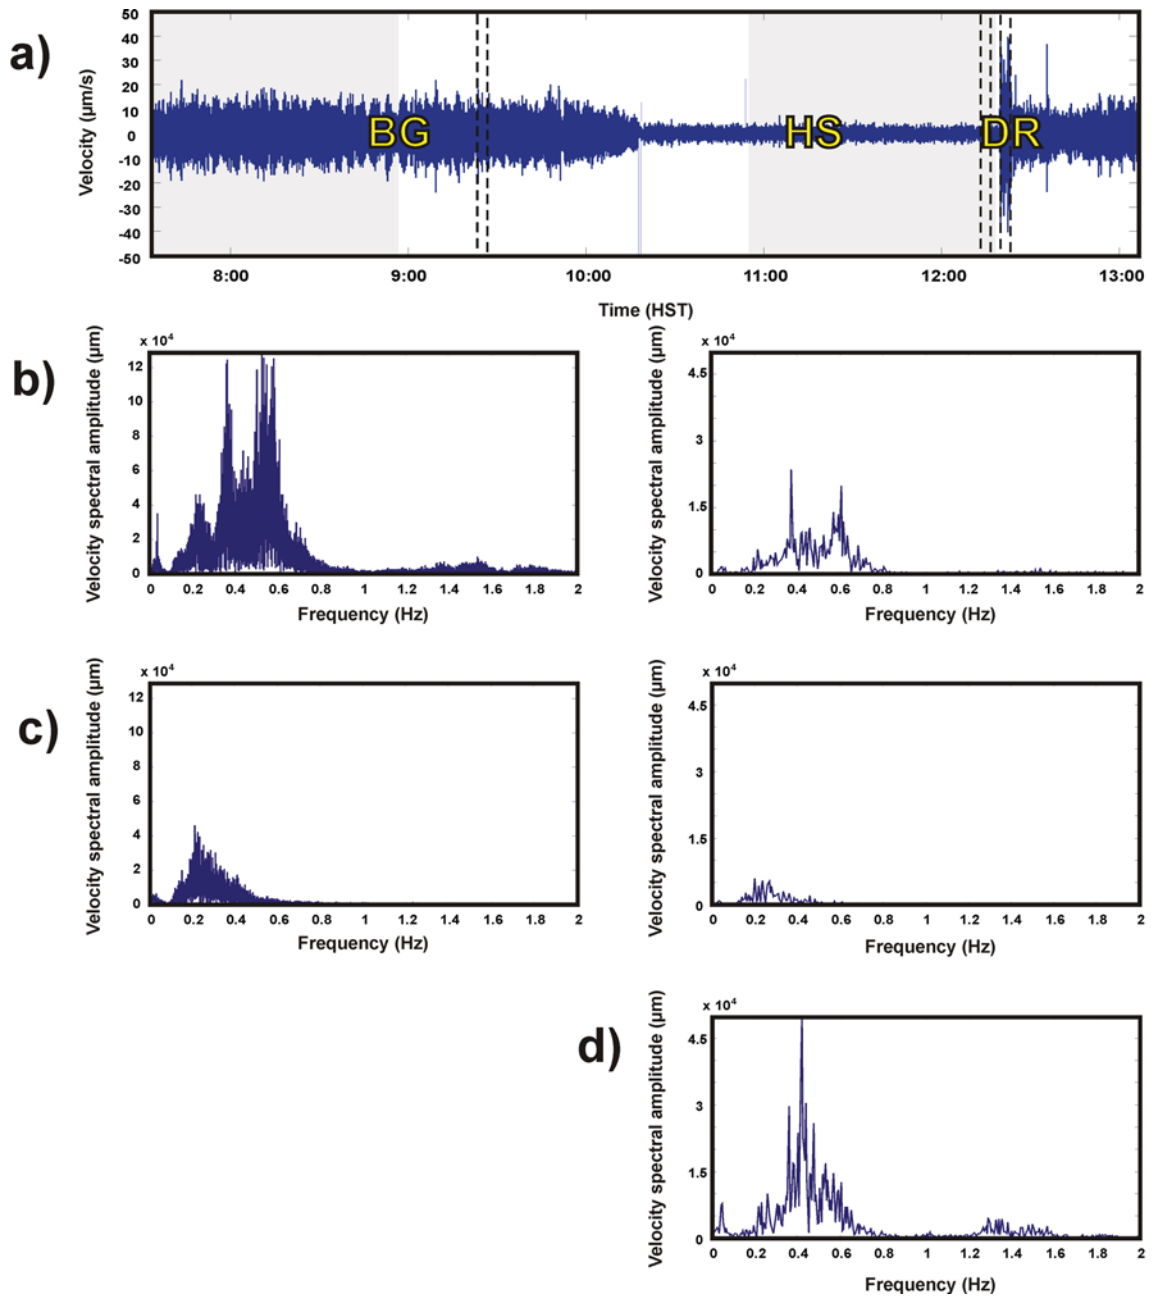 a)
Velocity (µm/s)
50
40
30
20
10
0
-10
-20
-30
-40
-50
BG
HS
DR
8:00 9:00 10:00 11:00 12:00 13:00
Time (HST)
b)
Velocity spectral amplitude (µm)
x 10⁴
12
10
8
6
4
2
0
0 0.2 0.4 0.6 0.8 1 1.2 1.4 1.6 1.8 2
Frequency (Hz)
Velocity spectral amplitude (µm)
x 10⁴
4.5
3
1.5
0
0 0.2 0.4 0.6 0.8 1 1.2 1.4 1.6 1.8 2
Frequency (Hz)
c)
Velocity spectral amplitude (µm)
x 10⁴
12
10
8
6
4
2
0
0 0.2 0.4 0.6 0.8 1 1.2 1.4 1.6 1.8 2
Frequency (Hz)
Velocity spectral amplitude (µm)
x 10⁴
4.5
3
1.5
0
0 0.2 0.4 0.6 0.8 1 1.2 1.4 1.6 1.8 2
Frequency (Hz)
d)
Velocity spectral amplitude (µm)
x 10⁴
4.5
3
1.5
0
0 0.2 0.4 0.6 0.8 1 1.2 1.4 1.6 1.8 2
Frequency (Hz)